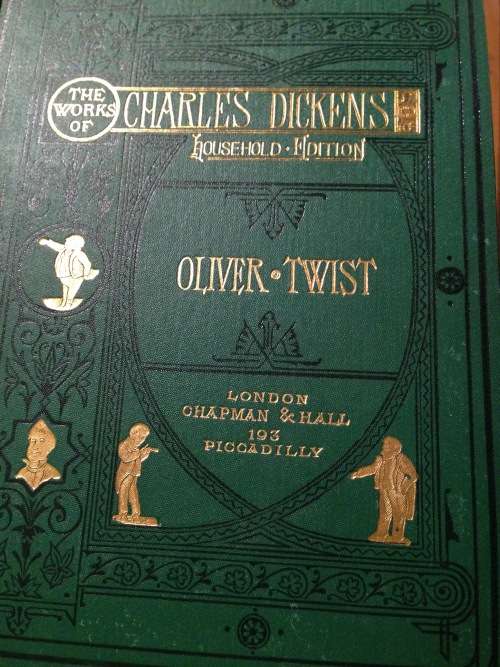 THE
WORKS
OF
CHARLES DICKENS
HOUSEHOLD • EDITION
OLIVER • TWIST
LONDON
CHAPMAN & HALL
193
PICCADILLY